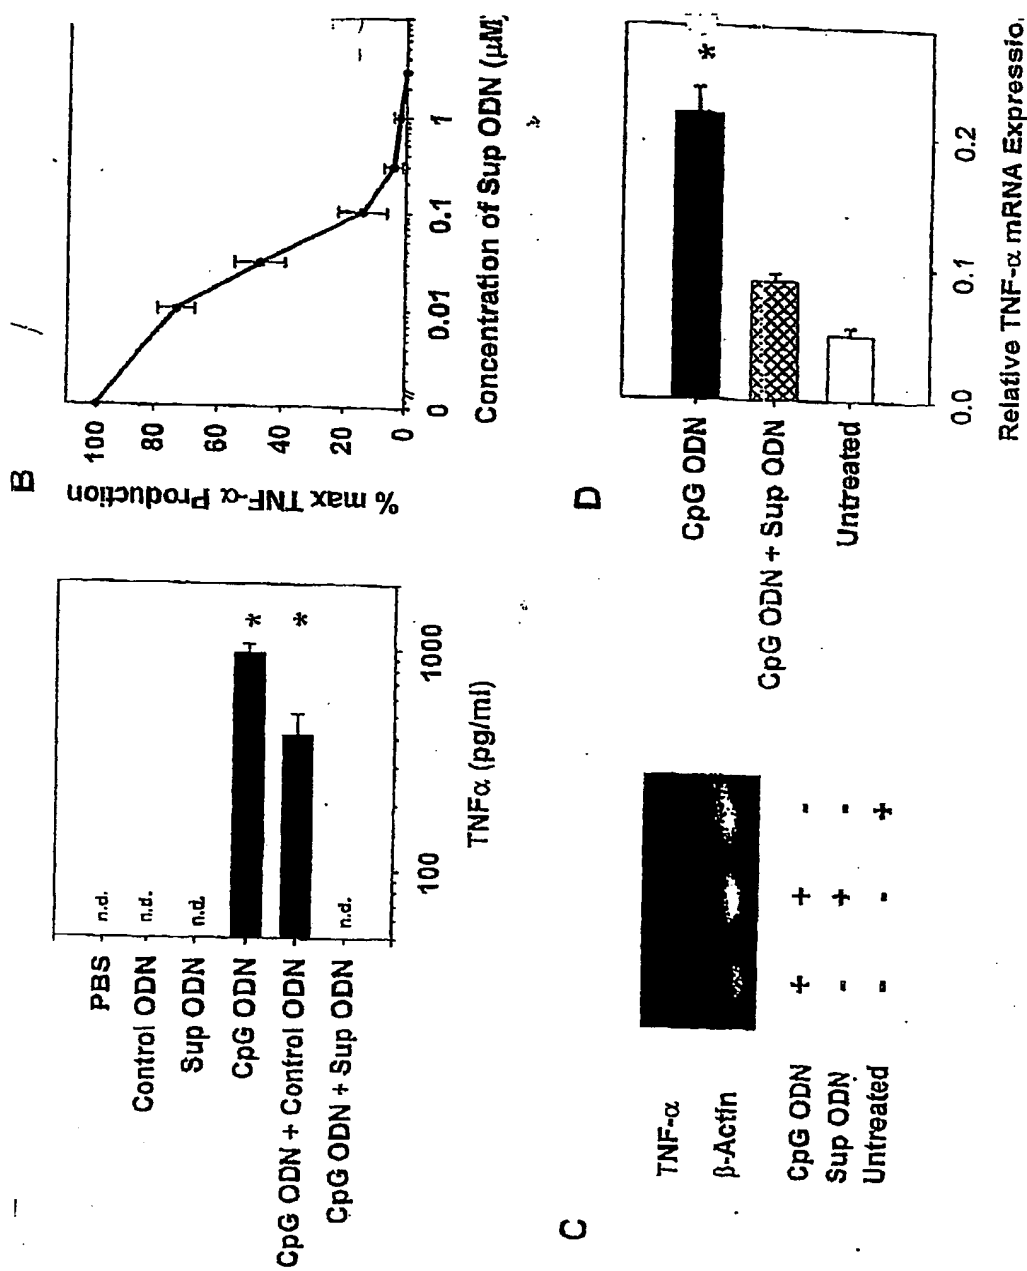 PBS
n.d.
Control ODN
n.d.
Sup ODN
n.d.
CpG ODN
*
CpG ODN + Control ODN
*
CpG ODN + Sup ODN
n.d.
100
1000
TNFα (pg/ml)
B
% max TNF-α Production
100
80
60
40
20
0
0
0.01
0.1
1
Concentration of Sup ODN (µM)
C
TNF-α
β-Actin
CpG ODN + + -
Sup ODN - + -
Untreated - - +
D
CpG ODN
*
CpG ODN + Sup ODN
Untreated
0.0
0.1
0.2
Relative TNF-α mRNA Expressio